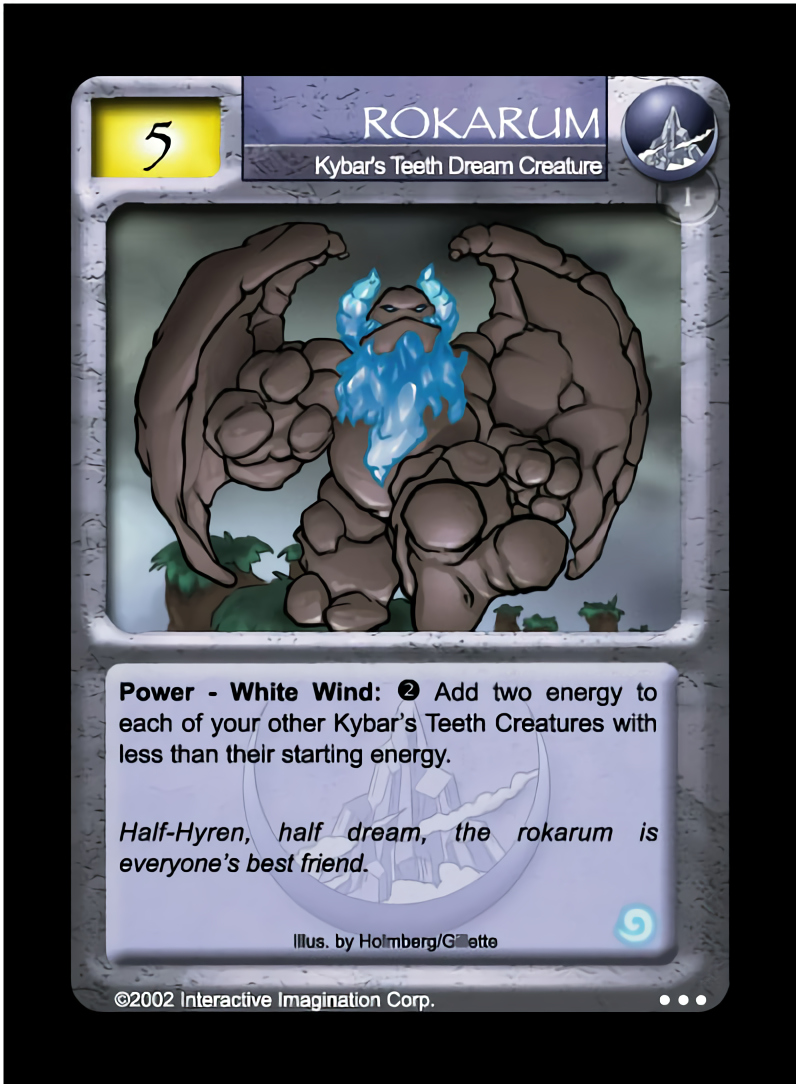 5
ROKARUM
Kybar's Teeth Dream Creature
1
Power - White Wind: ❷ Add two energy to
each of your other Kybar's Teeth Creatures with
less than their starting energy.
Half-Hyren, half dream, the rokarum is
everyone's best friend.
Illus. by
©2002 Interactive Imagination Corp.